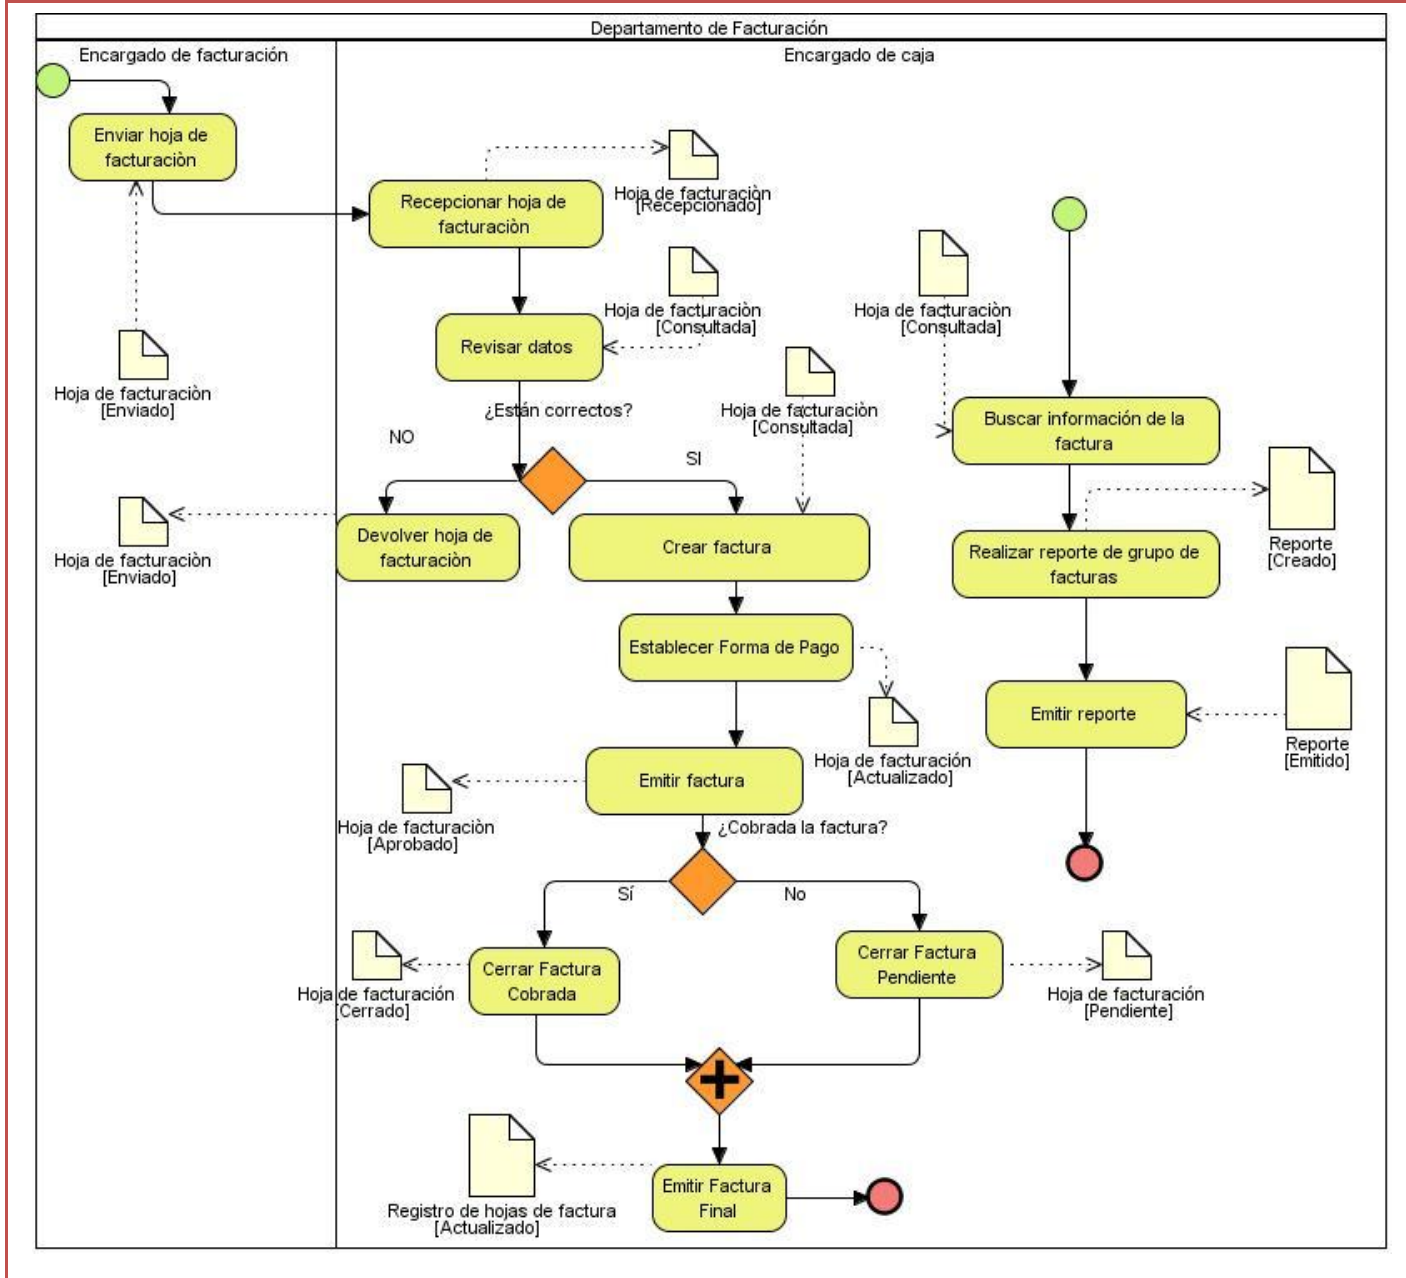 Departamento de Facturación
Encargado de facturación
Encargado de caja
Enviar hoja de
facturaciòn
Recepcionar hoja de
facturaciòn
Hoja de facturaciòn
[Recepcionado]
Hoja de facturaciòn
[Consultada]
Hoja de facturaciòn
[Consultada]
Revisar datos
Hoja de facturaciòn
[Enviado]
¿Están correctos?
Hoja de facturaciòn
[Consultada]
NO
SI
Buscar información de la
factura
Devolver hoja de
facturaciòn
Crear factura
Hoja de facturaciòn
[Enviado]
Realizar reporte de grupo de
facturas
Reporte
[Creado]
Establecer Forma de Pago
Emitir reporte
Reporte
[Emitido]
Hoja de facturación
[Actualizado]
Emitir factura
Hoja de facturaciòn
[Aprobado]
¿Cobrada la factura?
Sí
No
Cerrar Factura
Cobrada
Cerrar Factura
Pendiente
Hoja de facturación
[Cerrado]
Hoja de facturación
[Pendiente]
Emitir Factura
Final
Registro de hojas de factura
[Actualizado]